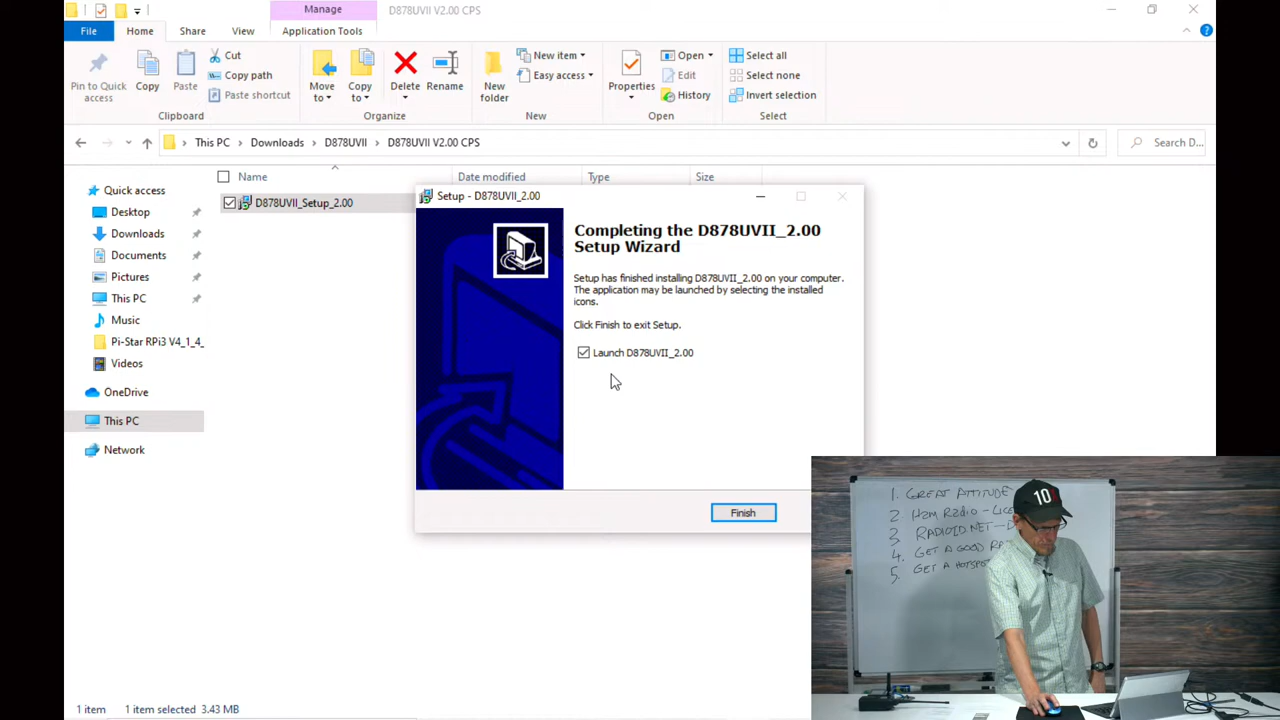 Manage
D878UVII V2.00 CPS
File
Home
Share
View
Application Tools
Pin to Quick access
Copy
Paste
Cut
Copy path
Paste shortcut
Clipboard
Move to
Copy to
Delete
Rename
Organize
New folder
New item
Easy access
New
Properties
Open
Edit
History
Open
Select all
Select none
Invert selection
Select
This PC
Downloads
D878UVII
D878UVII V2.00 CPS
Search D...
Name
Date modified
Type
Size
D878UVII_Setup_2.00
Quick access
Desktop
Downloads
Documents
Pictures
This PC
Music
Pi-Star RPi3 V4_1_4_
Videos
OneDrive
This PC
Network
Setup - D878UVII_2.00
Completing the D878UVII_2.00
Setup Wizard
Setup has finished installing D878UVII_2.00 on your computer.
The application may be launched by selecting the installed
icons.
Click Finish to exit Setup.
Launch D878UVII_2.00
Finish
1. GREAT ATTITUDE
2. HAM RADIO - LICE
3. RADIOID.NET - D
4. GET A GOOD RA
5. GET A HOTSPO
10
1 item
1 item selected 3.43 MB